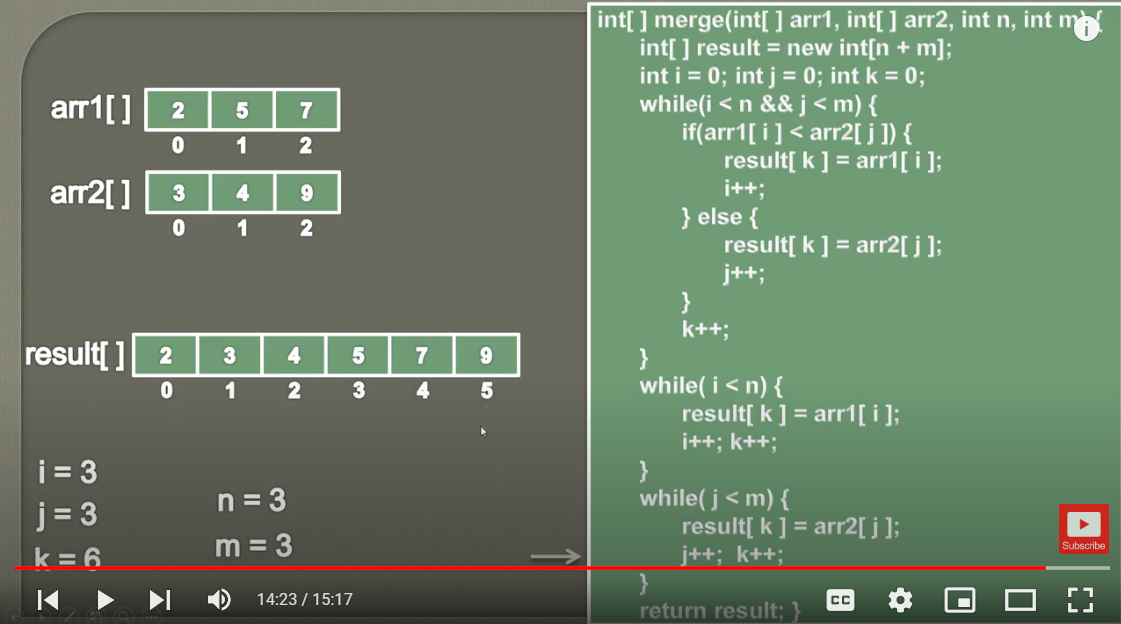 arr1[ ] 2 5 7
0 1 2
arr2[ ] 3 4 9
0 1 2
result[ ] 2 3 4 5 7 9
0 1 2 3 4 5
i = 3
j = 3
k = 6
n = 3
m = 3
int[ ] merge(int[ ] arr1, int[ ] arr2, int n, int m) {
int[ ] result = new int[n + m];
int i = 0; int j = 0; int k = 0;
while(i < n && j < m) {
if(arr1[ i ] < arr2[ j ]) {
result[ k ] = arr1[ i ];
i++;
} else {
result[ k ] = arr2[ j ];
j++;
}
k++;
}
while( i < n) {
result[ k ] = arr1[ i ];
i++; k++;
}
while( j < m) {
result[ k ] = arr2[ j ];
j++; k++;
}
return result; }
i
Subscribe
14:23 / 15:17
CC